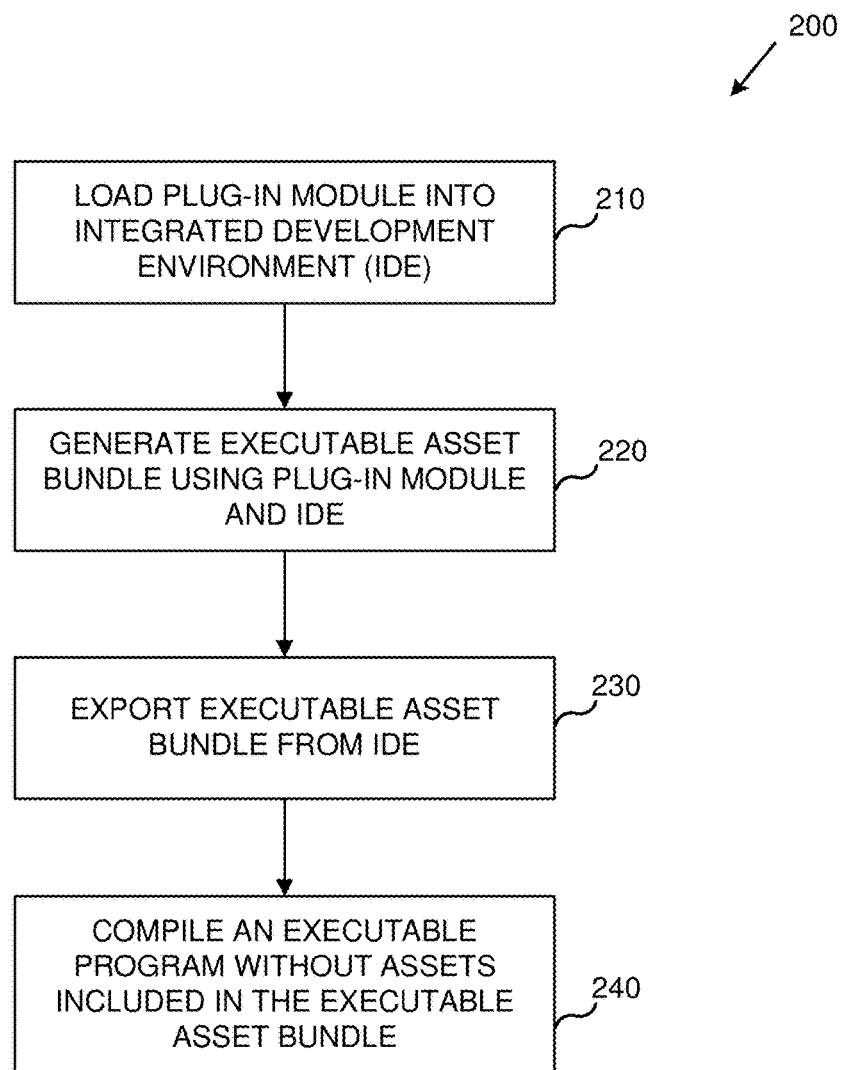 200
LOAD PLUG-IN MODULE INTO
INTEGRATED DEVELOPMENT
ENVIRONMENT (IDE)
210
GENERATE EXECUTABLE ASSET
BUNDLE USING PLUG-IN MODULE
AND IDE
220
EXPORT EXECUTABLE ASSET
BUNDLE FROM IDE
230
COMPILE AN EXECUTABLE
PROGRAM WITHOUT ASSETS
INCLUDED IN THE EXECUTABLE
ASSET BUNDLE
240